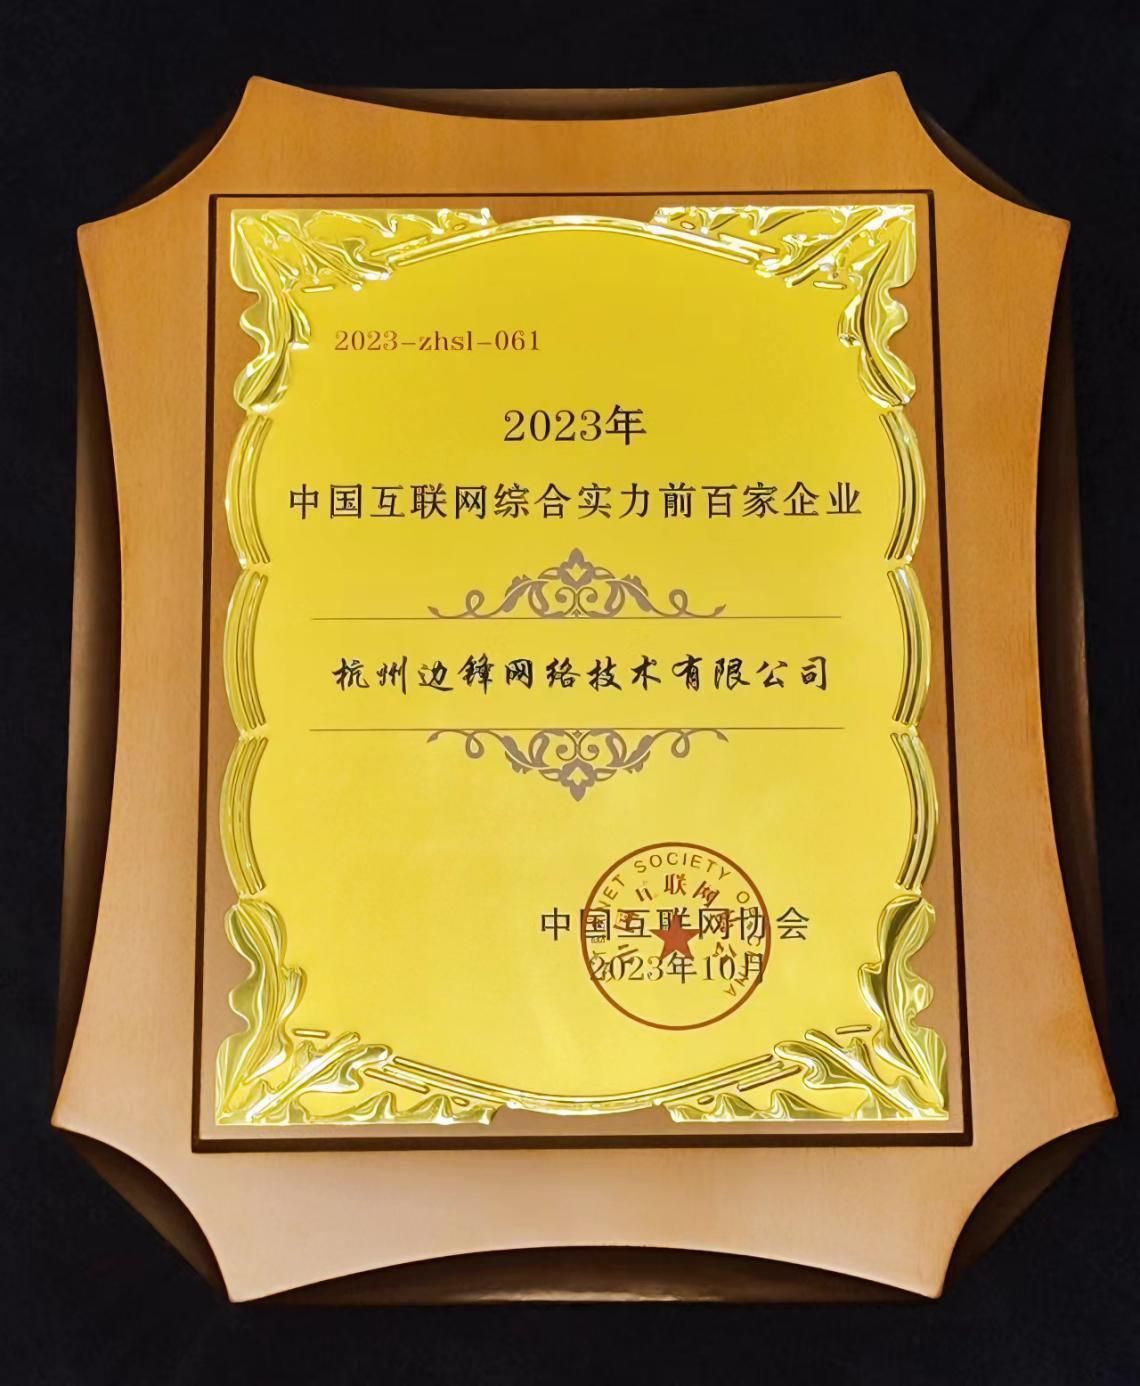 2023-zhsl-061
2023年
中国互联网综合实力前百家企业
杭州边锋网络技术有限公司
中国互联网协会
2023年10月
SOCIETY OF